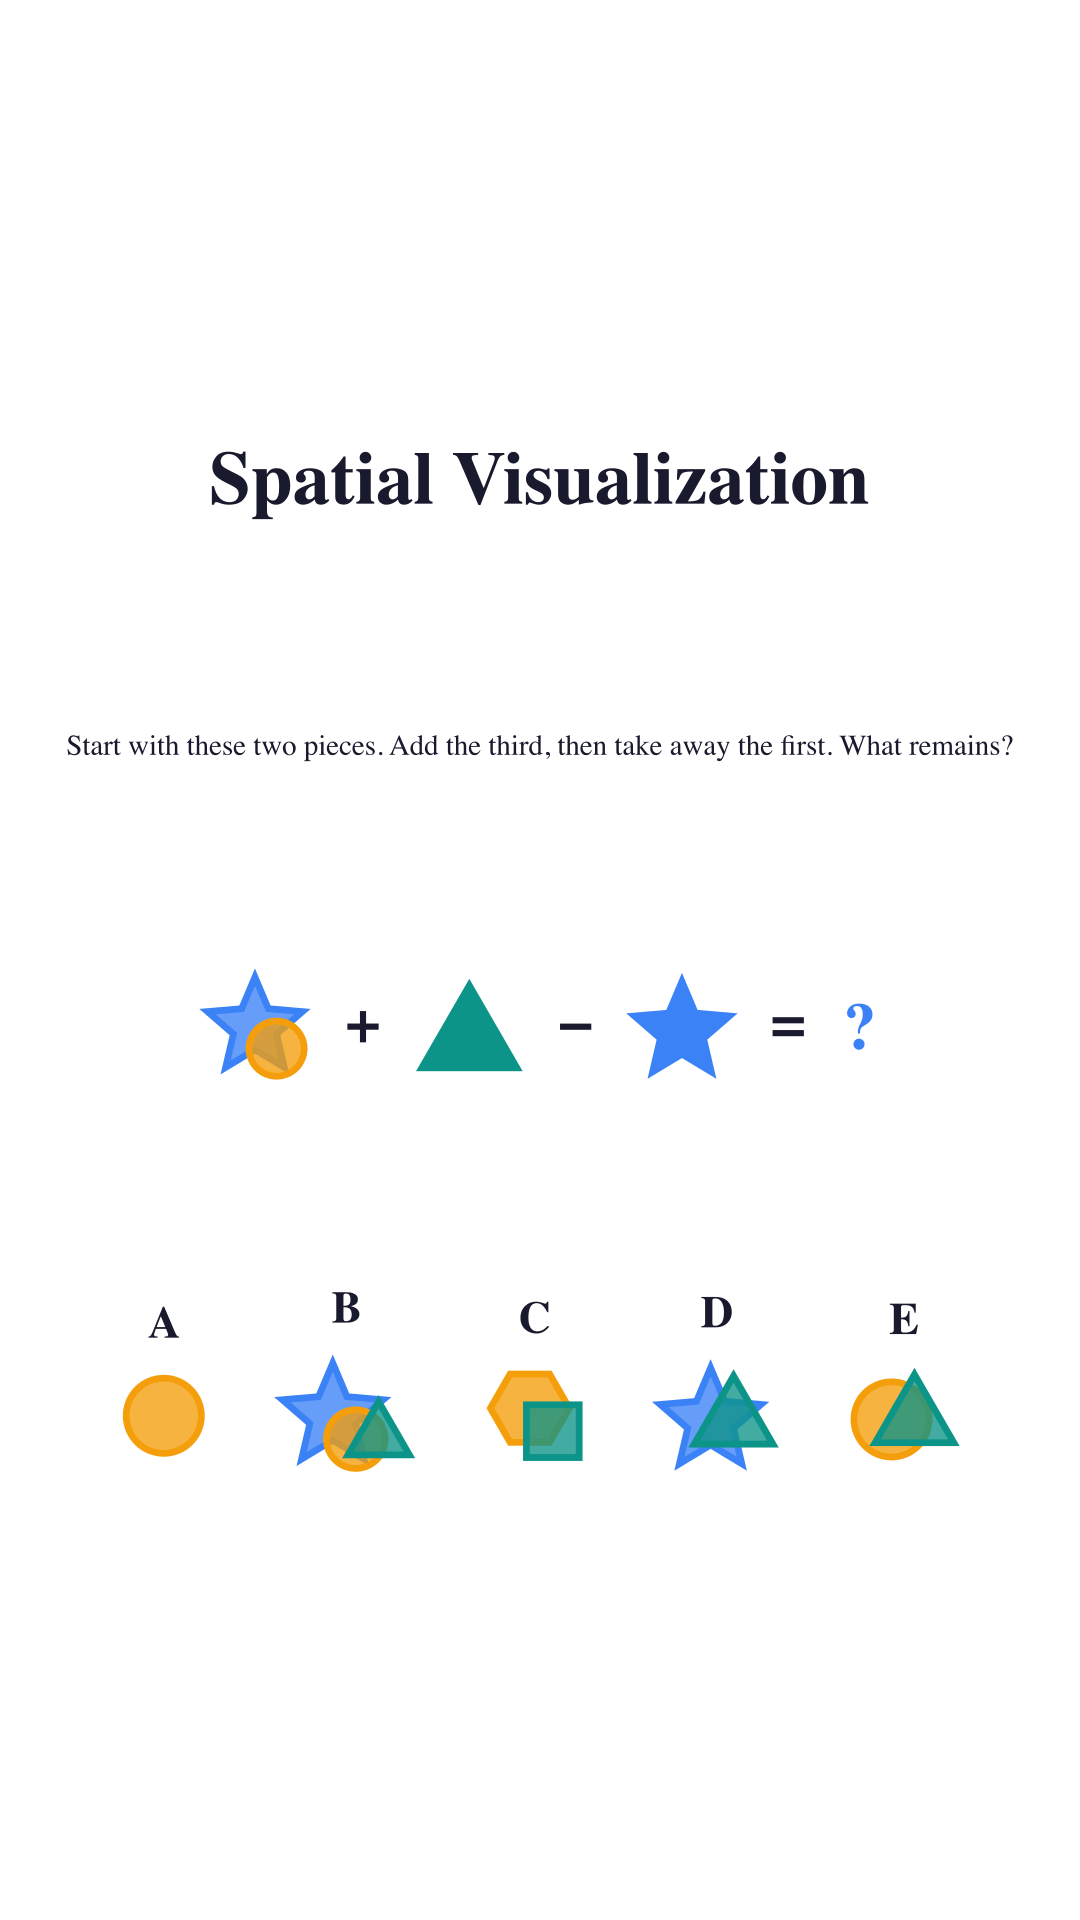 Spatial Visualization
Start with these two pieces. Add the third, then take away the first. What remains?
+ − = ?
A B C D E